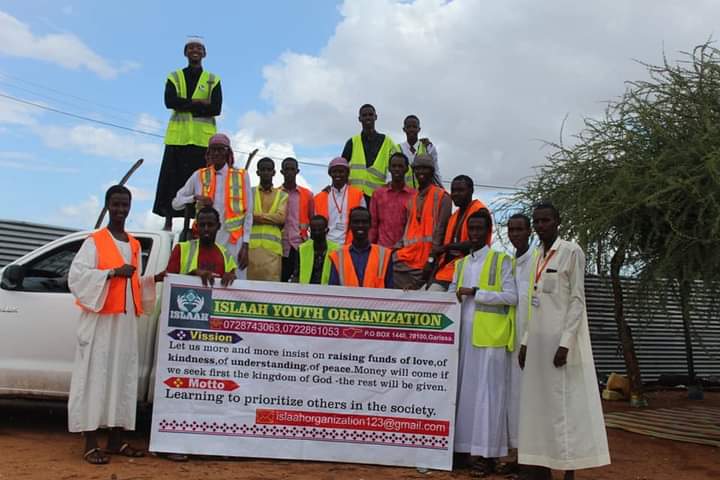 ISLAAH
ISLAAH YOUTH ORGANIZATION
0728743063,0722861053 P.O BOX 1440, 70100,Garissa.
Vission
Let us more and more insist on raising funds of love,of
kindness,of understanding,of peace.Money will come if
we seek first the kingdom of God -the rest will be given.
Motto
Learning to prioritize others in the society.
islaahorganization123@gmail.com